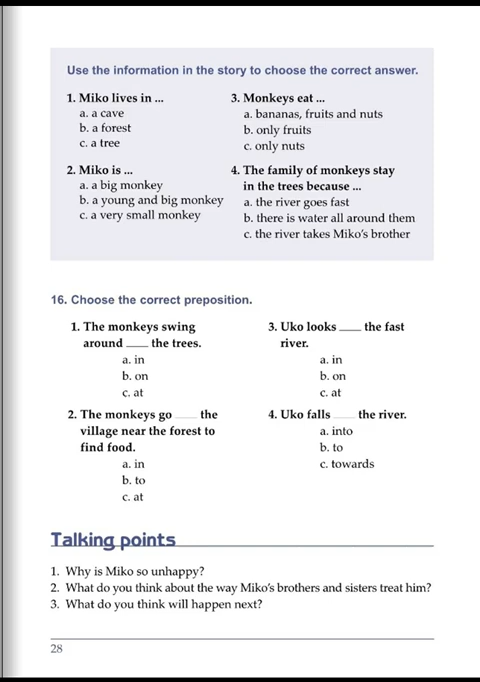 Use the information in the story to choose the correct answer.
1. Miko lives in ...
a. a cave
b. a forest
c. a tree
2. Miko is ...
a. a big monkey
b. a young and big monkey
c. a very small monkey
3. Monkeys eat ...
a. bananas, fruits and nuts
b. only fruits
c. only nuts
4. The family of monkeys stay
in the trees because ...
a. the river goes fast
b. there is water all around them
c. the river takes Miko's brother
16. Choose the correct preposition.
1. The monkeys swing
around ____ the trees.
a. in
b. on
c. at
2. The monkeys go ____ the
village near the forest to
find food.
a. in
b. to
c. at
3. Uko looks ____ the fast
river.
a. in
b. on
c. at
4. Uko falls ____ the river.
a. into
b. to
c. towards
Talking points
1. Why is Miko so unhappy?
2. What do you think about the way Miko's brothers and sisters treat him?
3. What do you think will happen next?
28